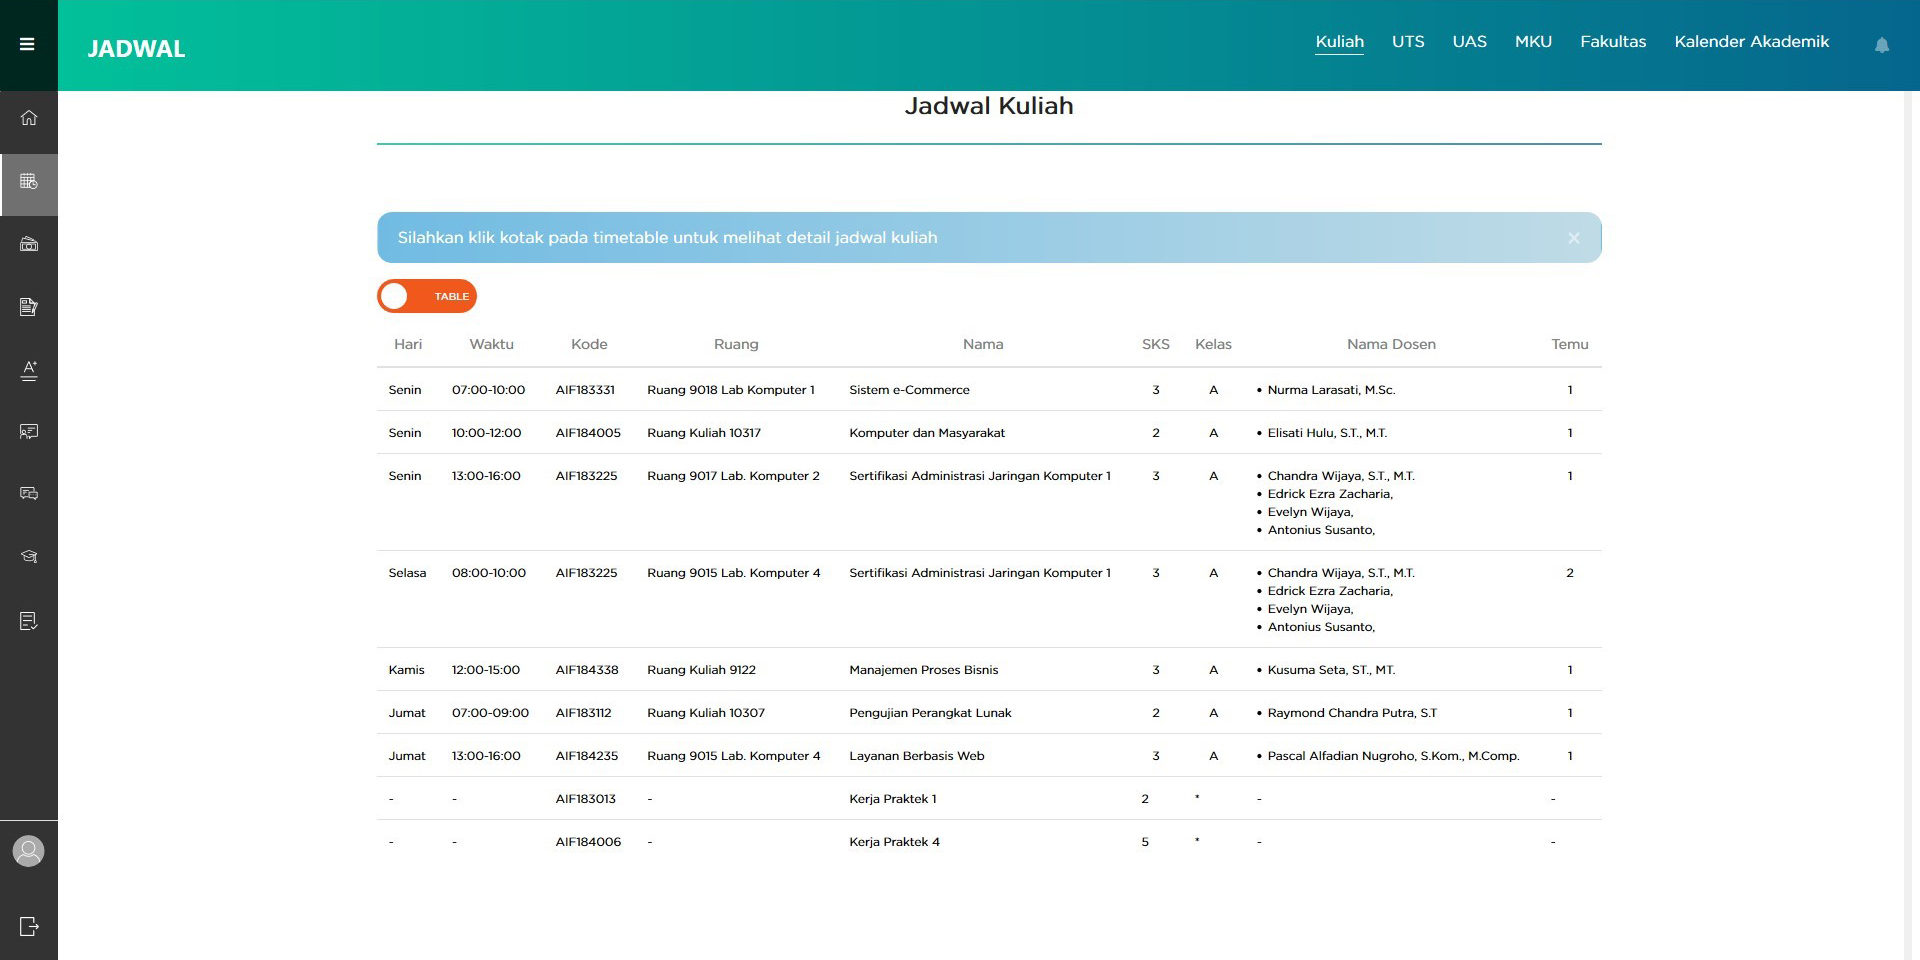 JADWAL
Kuliah UTS UAS MKU Fakultas Kalender Akademik
Jadwal Kuliah
Silahkan klik kotak pada timetable untuk melihat detail jadwal kuliah
TABLE
Hari Waktu Kode Ruang Nama SKS Kelas Nama Dosen Temu
Senin 07:00-10:00 AIF183331 Ruang 9018 Lab Komputer 1 Sistem e-Commerce 3 A • Nurma Larasati, M.Sc. 1
Senin 10:00-12:00 AIF184005 Ruang Kuliah 10317 Komputer dan Masyarakat 2 A • Elisati Hulu, S.T., M.T. 1
Senin 13:00-16:00 AIF183225 Ruang 9017 Lab. Komputer 2 Sertifikasi Administrasi Jaringan Komputer 1 3 A • Chandra Wijaya, S.T., M.T. 1
• Edrick Ezra Zacharia,
• Evelyn Wijaya,
• Antonius Susanto,
Selasa 08:00-10:00 AIF183225 Ruang 9015 Lab. Komputer 4 Sertifikasi Administrasi Jaringan Komputer 1 3 A • Chandra Wijaya, S.T., M.T. 2
• Edrick Ezra Zacharia,
• Evelyn Wijaya,
• Antonius Susanto,
Kamis 12:00-15:00 AIF184338 Ruang Kuliah 9122 Manajemen Proses Bisnis 3 A • Kusuma Seta, ST., MT. 1
Jumat 07:00-09:00 AIF183112 Ruang Kuliah 10307 Pengujian Perangkat Lunak 2 A • Raymond Chandra Putra, S.T 1
Jumat 13:00-16:00 AIF184235 Ruang 9015 Lab. Komputer 4 Layanan Berbasis Web 3 A • Pascal Alfadian Nugroho, S.Kom., M.Comp. 1
- - AIF183013 - Kerja Praktek 1 2 * - -
- - AIF184006 - Kerja Praktek 4 5 * - -